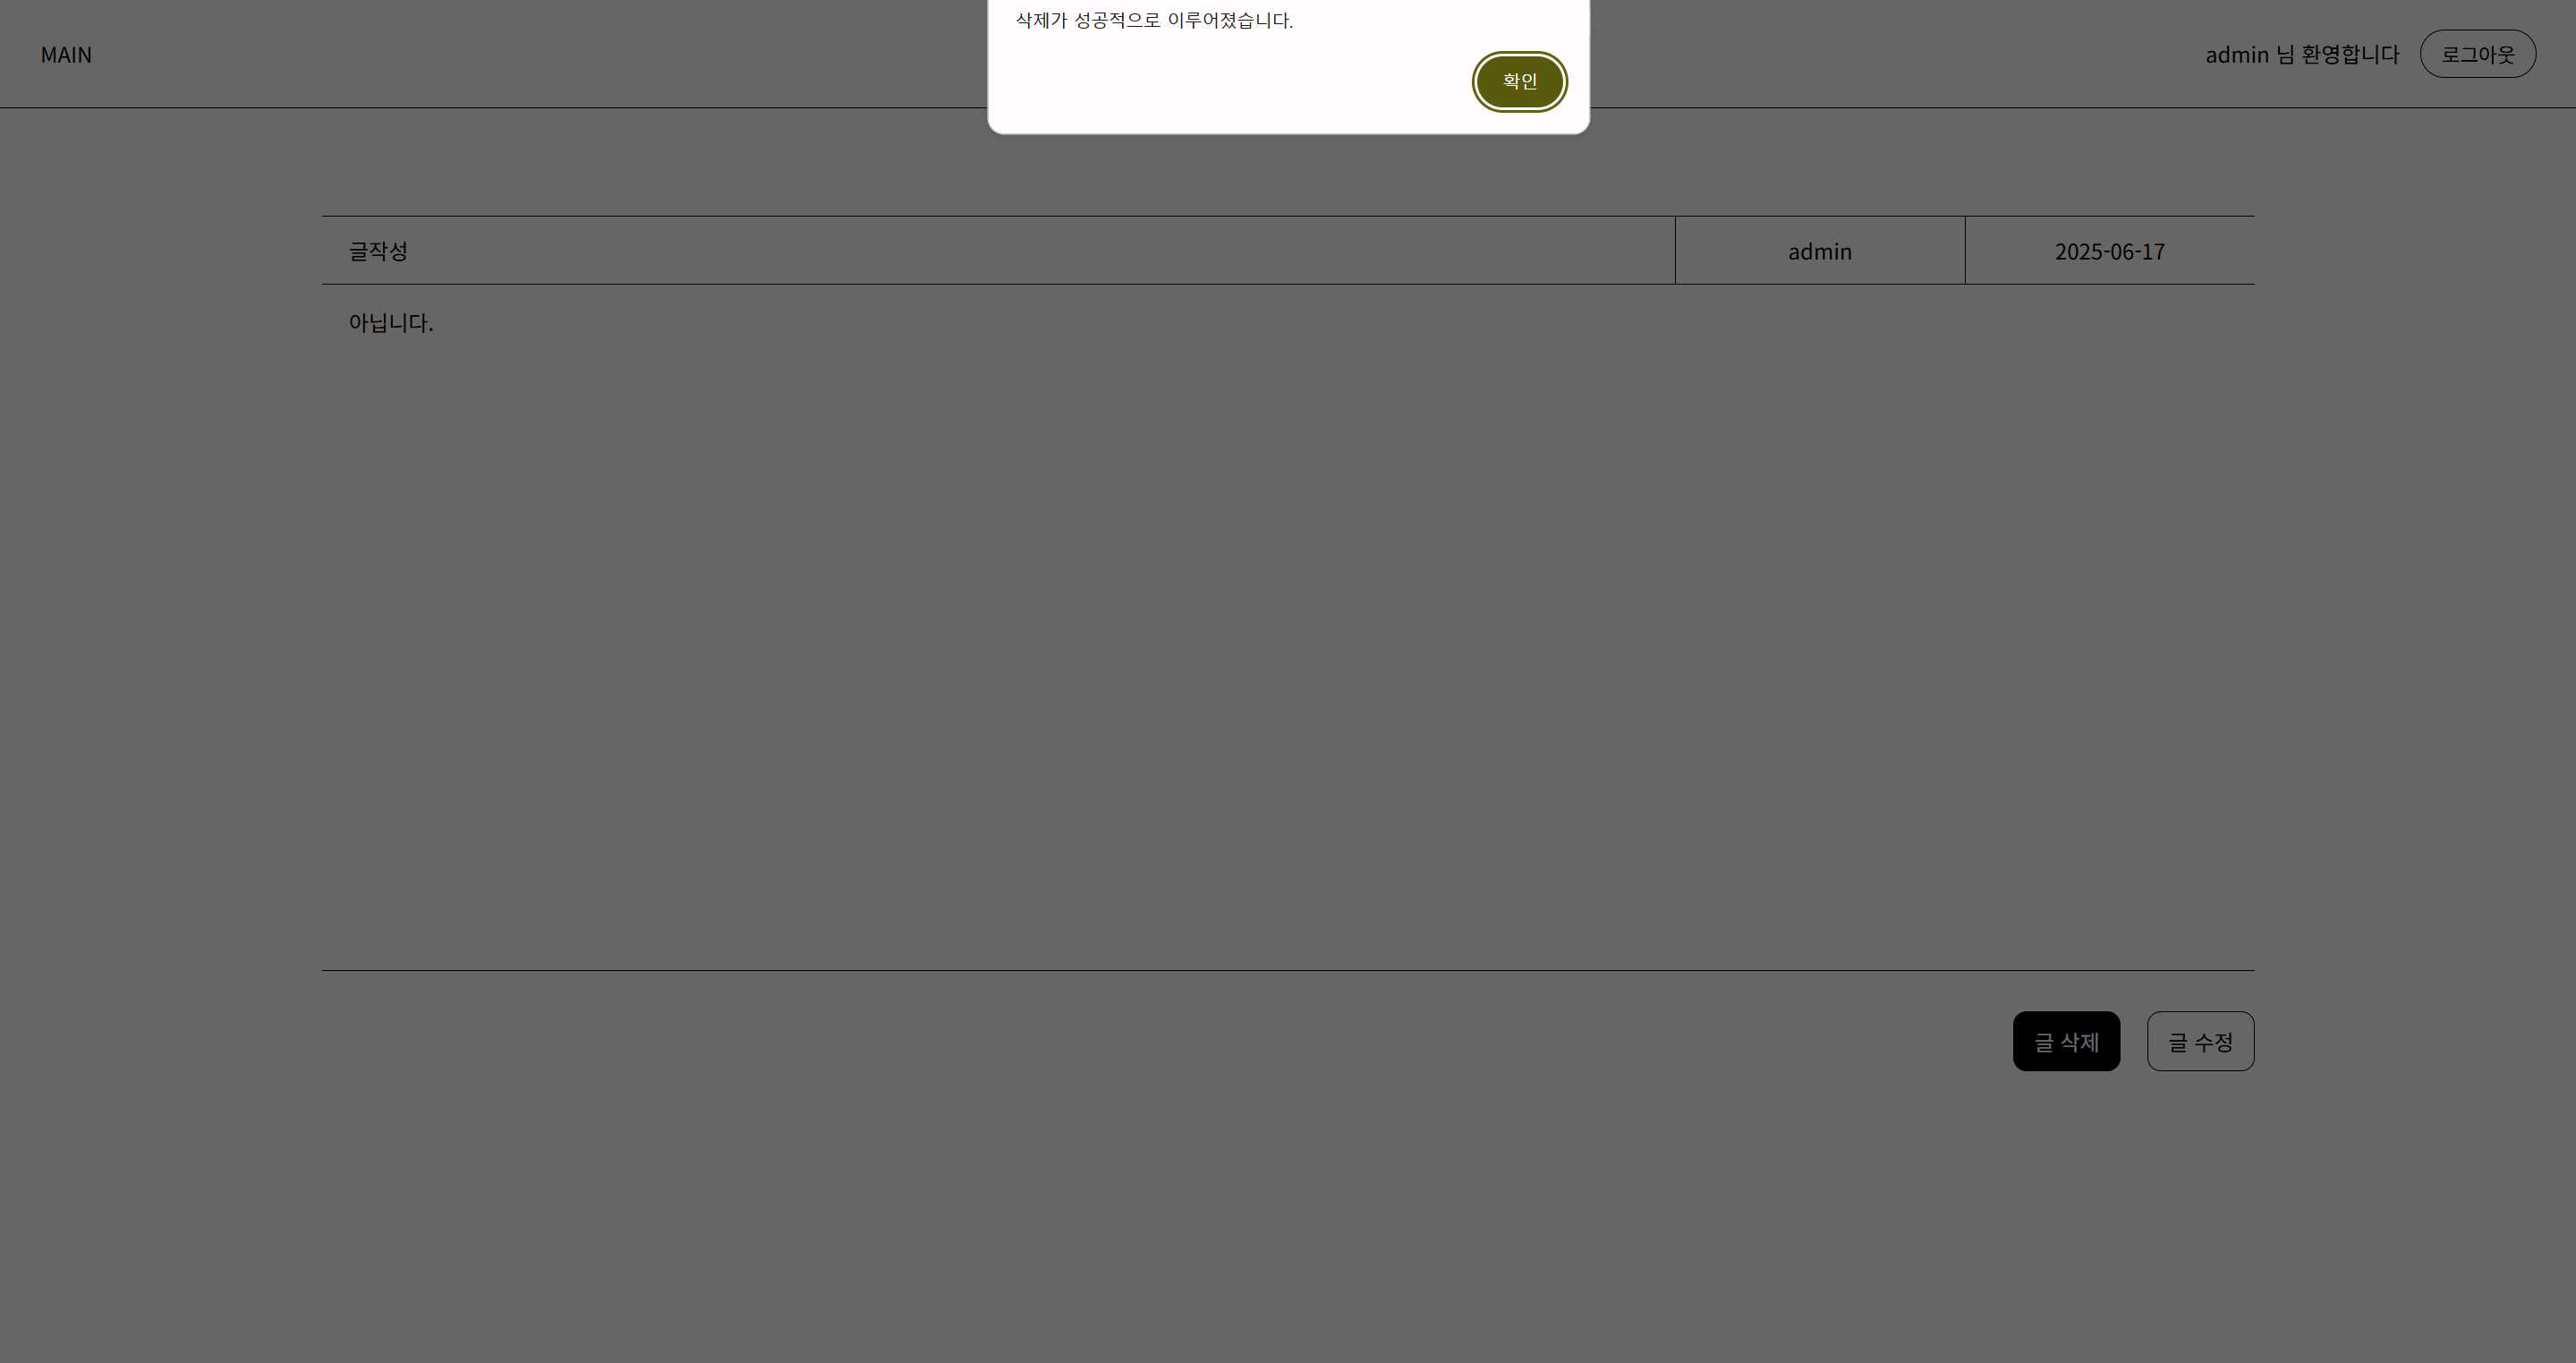 삭제가 성공적으로 이루어졌습니다.
확인
MAIN
admin 님 환영합니다
로그아웃
글작성
admin
2025-06-17
아닙니다.
글 삭제
글 수정